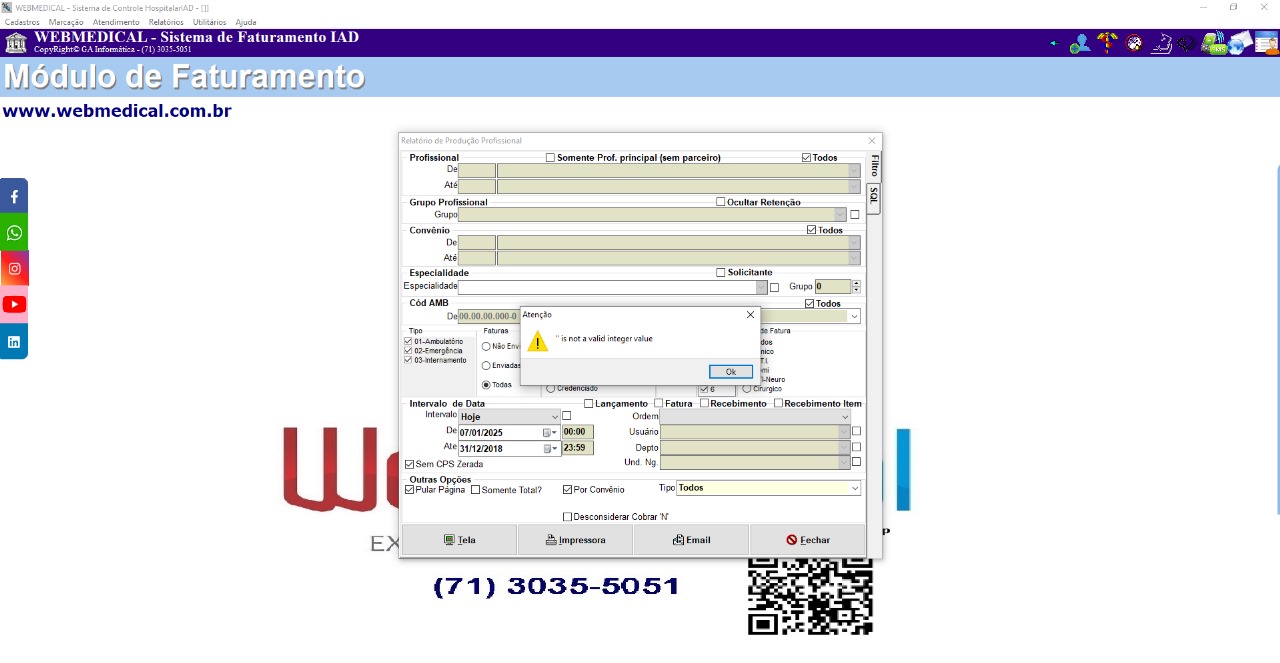 WEBMEDICAL - Sistema de Controle HospitalarIAD - []]
Cadastros Marcação Atendimento Relatórios Utilitários Ajuda
WEBMEDICAL - Sistema de Faturamento IAD
CopyRight© GA Informática - (71) 3035-5051
Módulo de Faturamento
www.webmedical.com.br
Relatório de Produção Profissional
Filtro
SQL
Profissional Somente Prof. principal (sem parceiro) Todos
De
Até
Grupo Profissional Ocultar Retenção
Grupo
Convênio Todos
De
Até
Especialidade Solicitante
Especialidade Grupo 0
Cód AMB Todos
De 00.00.00.000-0
Atenção
'' is not a valid integer value
Ok
Tipo Faturas de Fatura
01-Ambulatório
02-Emergência
03-Internamento
Não Env
Enviadas
Todas
Credenciado
6
dos
nico
T.I.
emi
I-Neuro
Cirurgico
Intervalo de Data Lançamento Fatura Recebimento Recebimento Item
Intervalo Hoje Ordem
De 07/01/2025 00:00 Usuário
Ate 31/12/2018 23:59 Depto
Sem CPS Zerada Und. Ng.
Outras Opções
Pular Página Somente Total? Por Convênio Tipo Todos
Desconsiderar Cobrar 'N'
Tela Impressora Email Fechar
W
EX
P
(71) 3035-5051